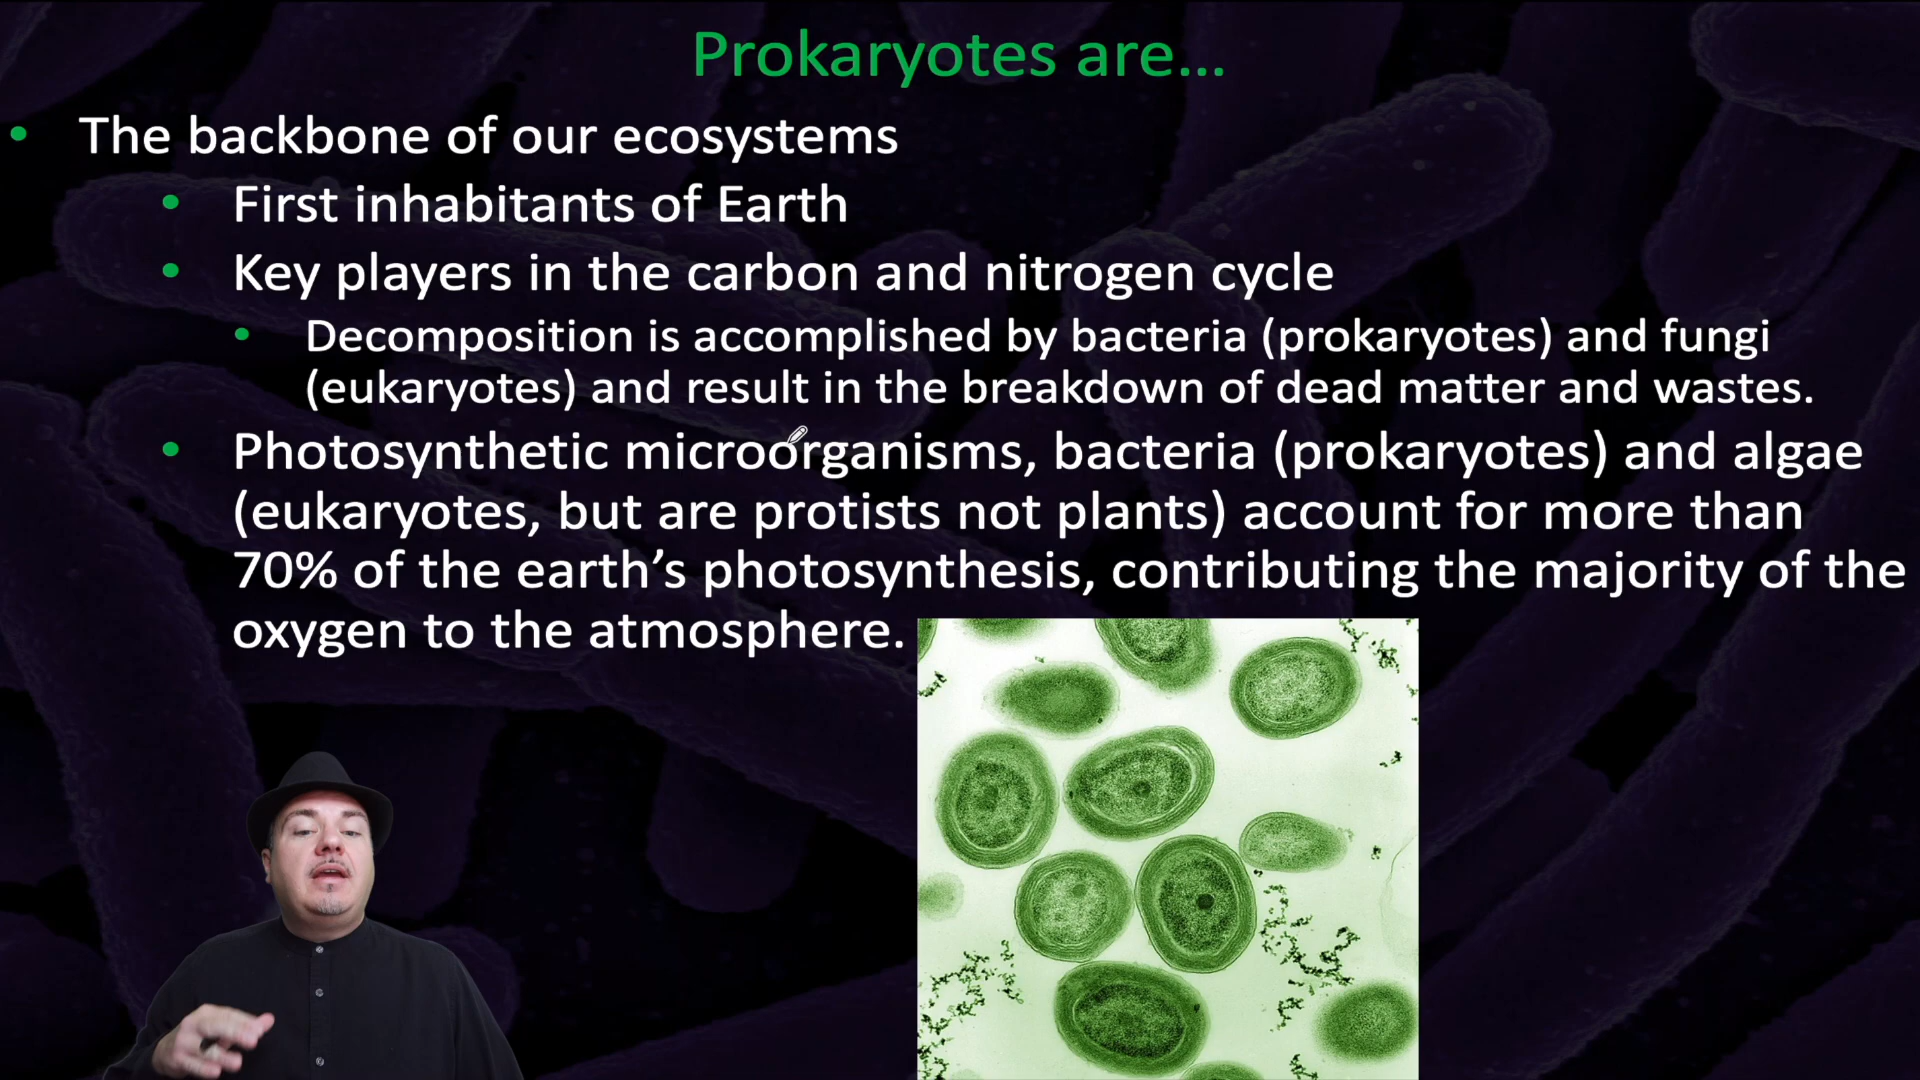 Prokaryotes are...
• The backbone of our ecosystems
• First inhabitants of Earth
• Key players in the carbon and nitrogen cycle
• Decomposition is accomplished by bacteria (prokaryotes) and fungi
(eukaryotes) and result in the breakdown of dead matter and wastes.
• Photosynthetic microorganisms, bacteria (prokaryotes) and algae
(eukaryotes, but are protists not plants) account for more than
70% of the earth’s photosynthesis, contributing the majority of the
oxygen to the atmosphere.